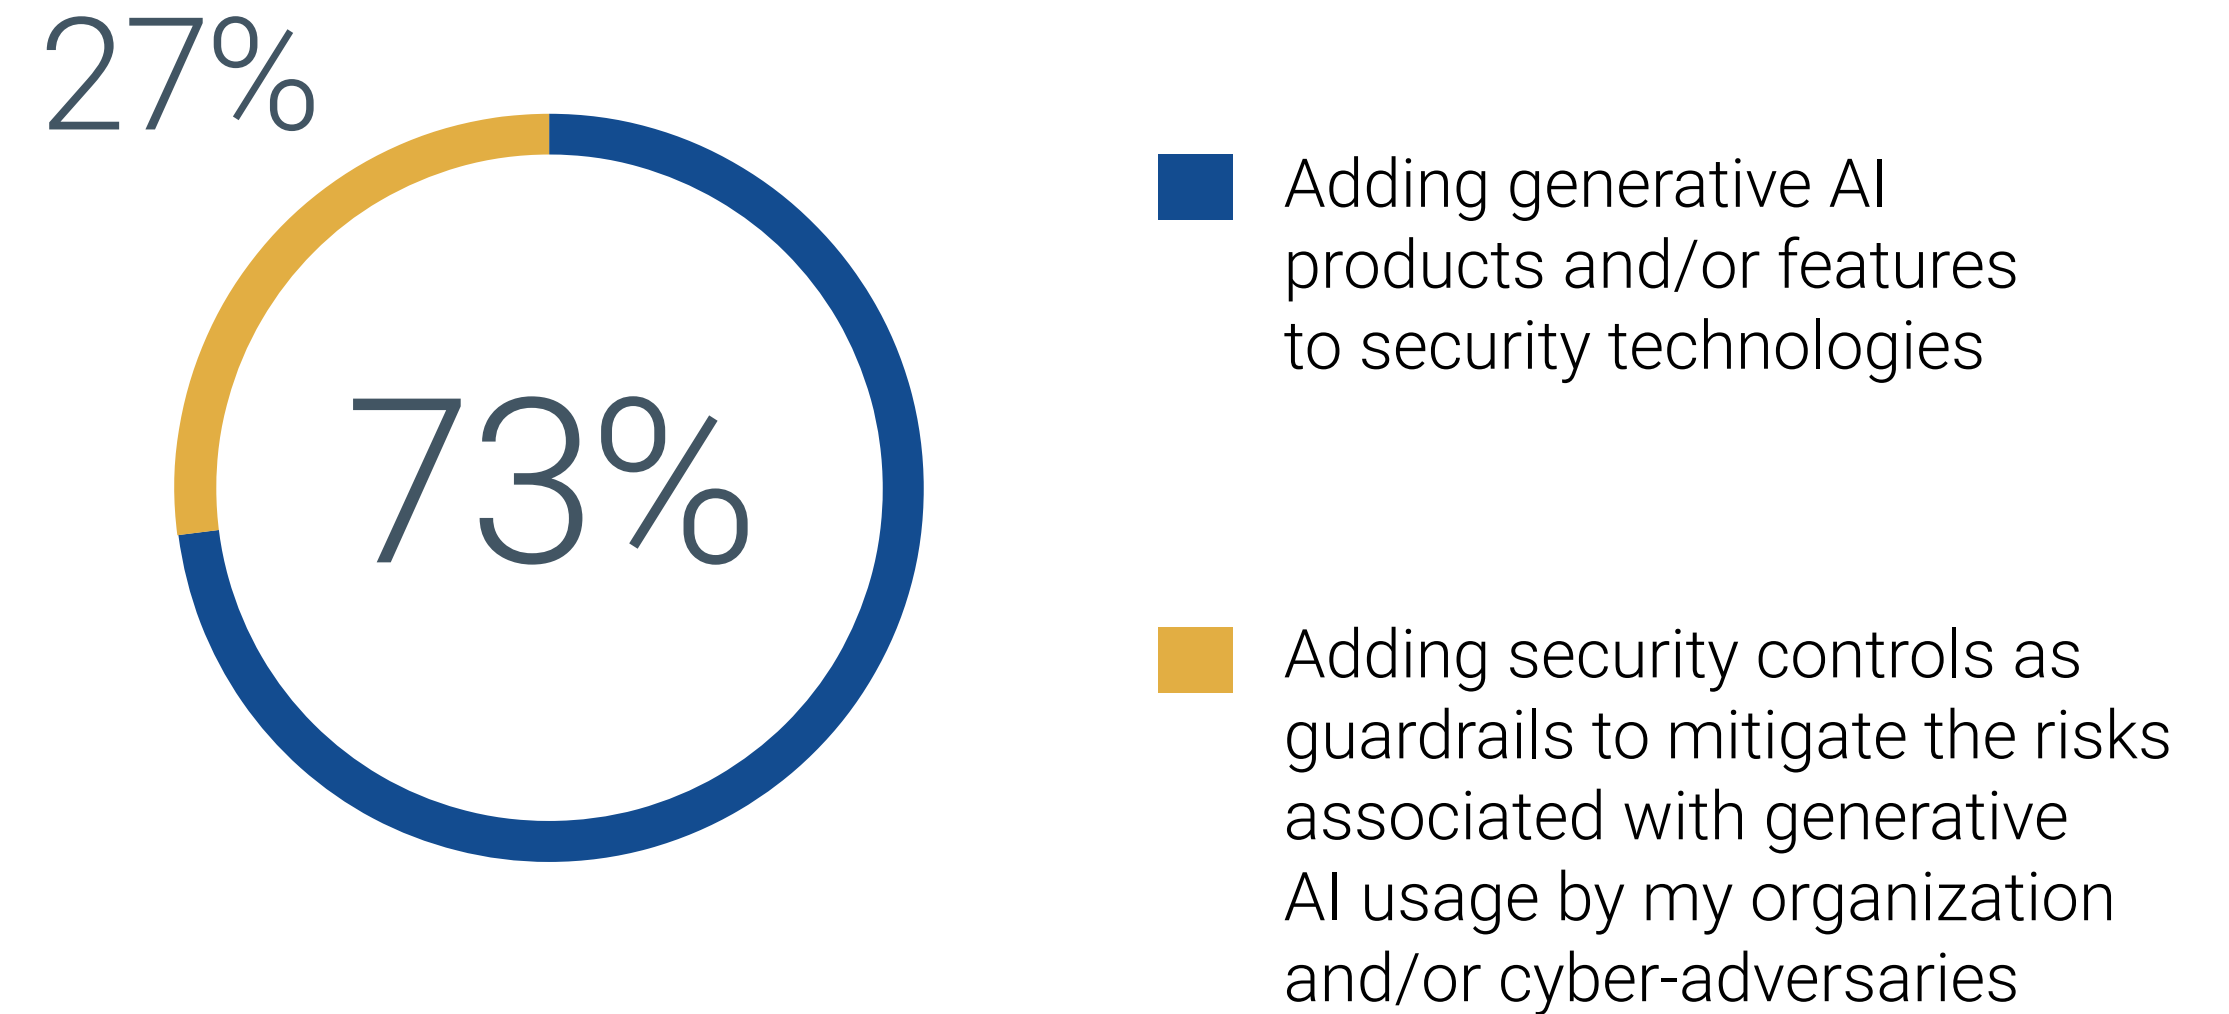 27%
73%
Adding generative AI
products and/or features
to security technologies
Adding security controls as
guardrails to mitigate the risks
associated with generative
AI usage by my organization
and/or cyber-adversaries